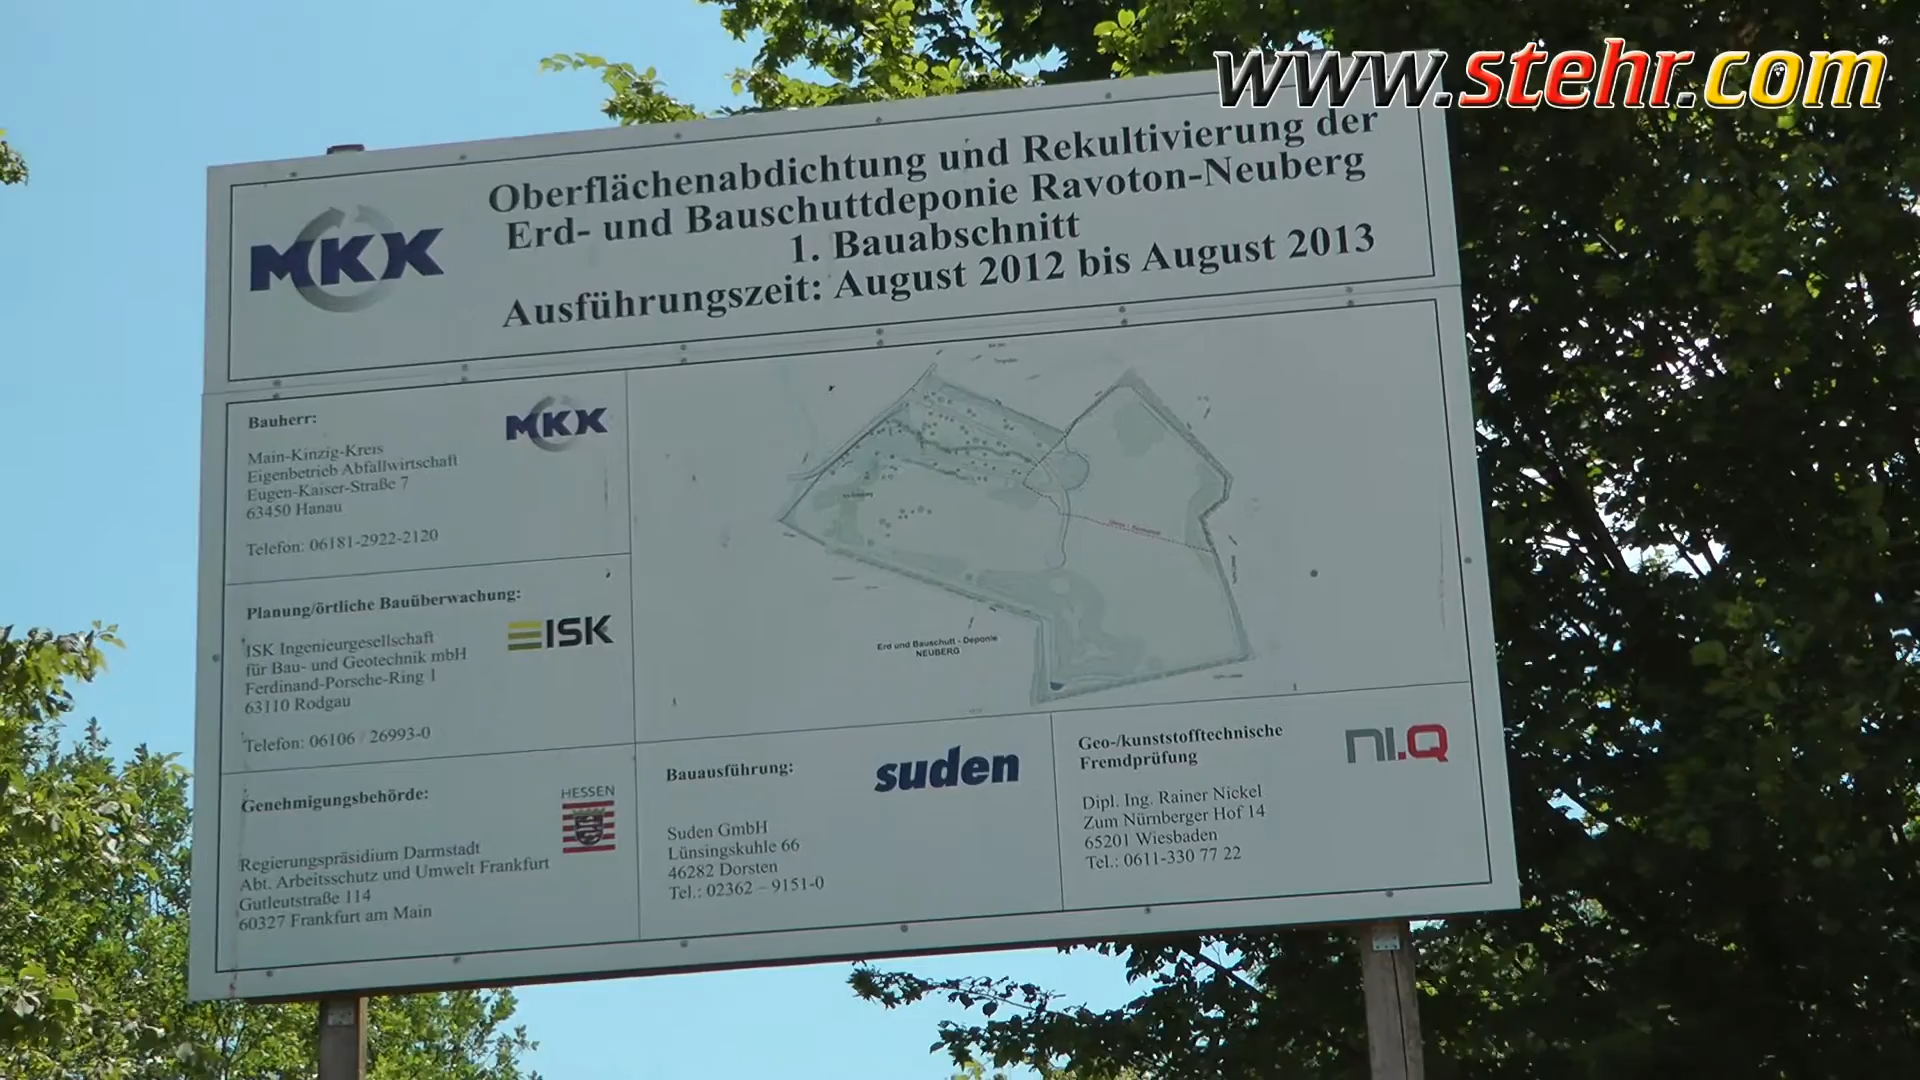 www.stehr.com
Oberflächenabdichtung und Rekultivierung der
Erd- und Bauschuttdeponie Ravoton-Neuberg
1. Bauabschnitt
Ausführungszeit: August 2012 bis August 2013
MKK
Bauherr:
MKK
Main-Kinzig-Kreis
Eigenbetrieb Abfallwirtschaft
Eugen-Kaiser-Straße 7
63450 Hanau
Telefon: 06181-2922-2120
Planung/örtliche Bauüberwachung:
ISK
ISK Ingenieurgesellschaft
für Bau- und Geotechnik mbH
Ferdinand-Porsche-Ring 1
63110 Rodgau
Telefon: 06106 / 26993-0
Erd und Bauschutt - Deponie
NEUBERG
Genehmigungsbehörde:
HESSEN
Regierungspräsidium Darmstadt
Abt. Arbeitsschutz und Umwelt Frankfurt
Gutleutstraße 114
60327 Frankfurt am Main
Bauausführung:
suden
Suden GmbH
Lünsingskuhle 66
46282 Dorsten
Tel.: 02362 – 9151-0
Geo-/kunststofftechnische
Fremdprüfung
NI.Q
Dipl. Ing. Rainer Nickel
Zum Nürnberger Hof 14
65201 Wiesbaden
Tel.: 0611-330 77 22